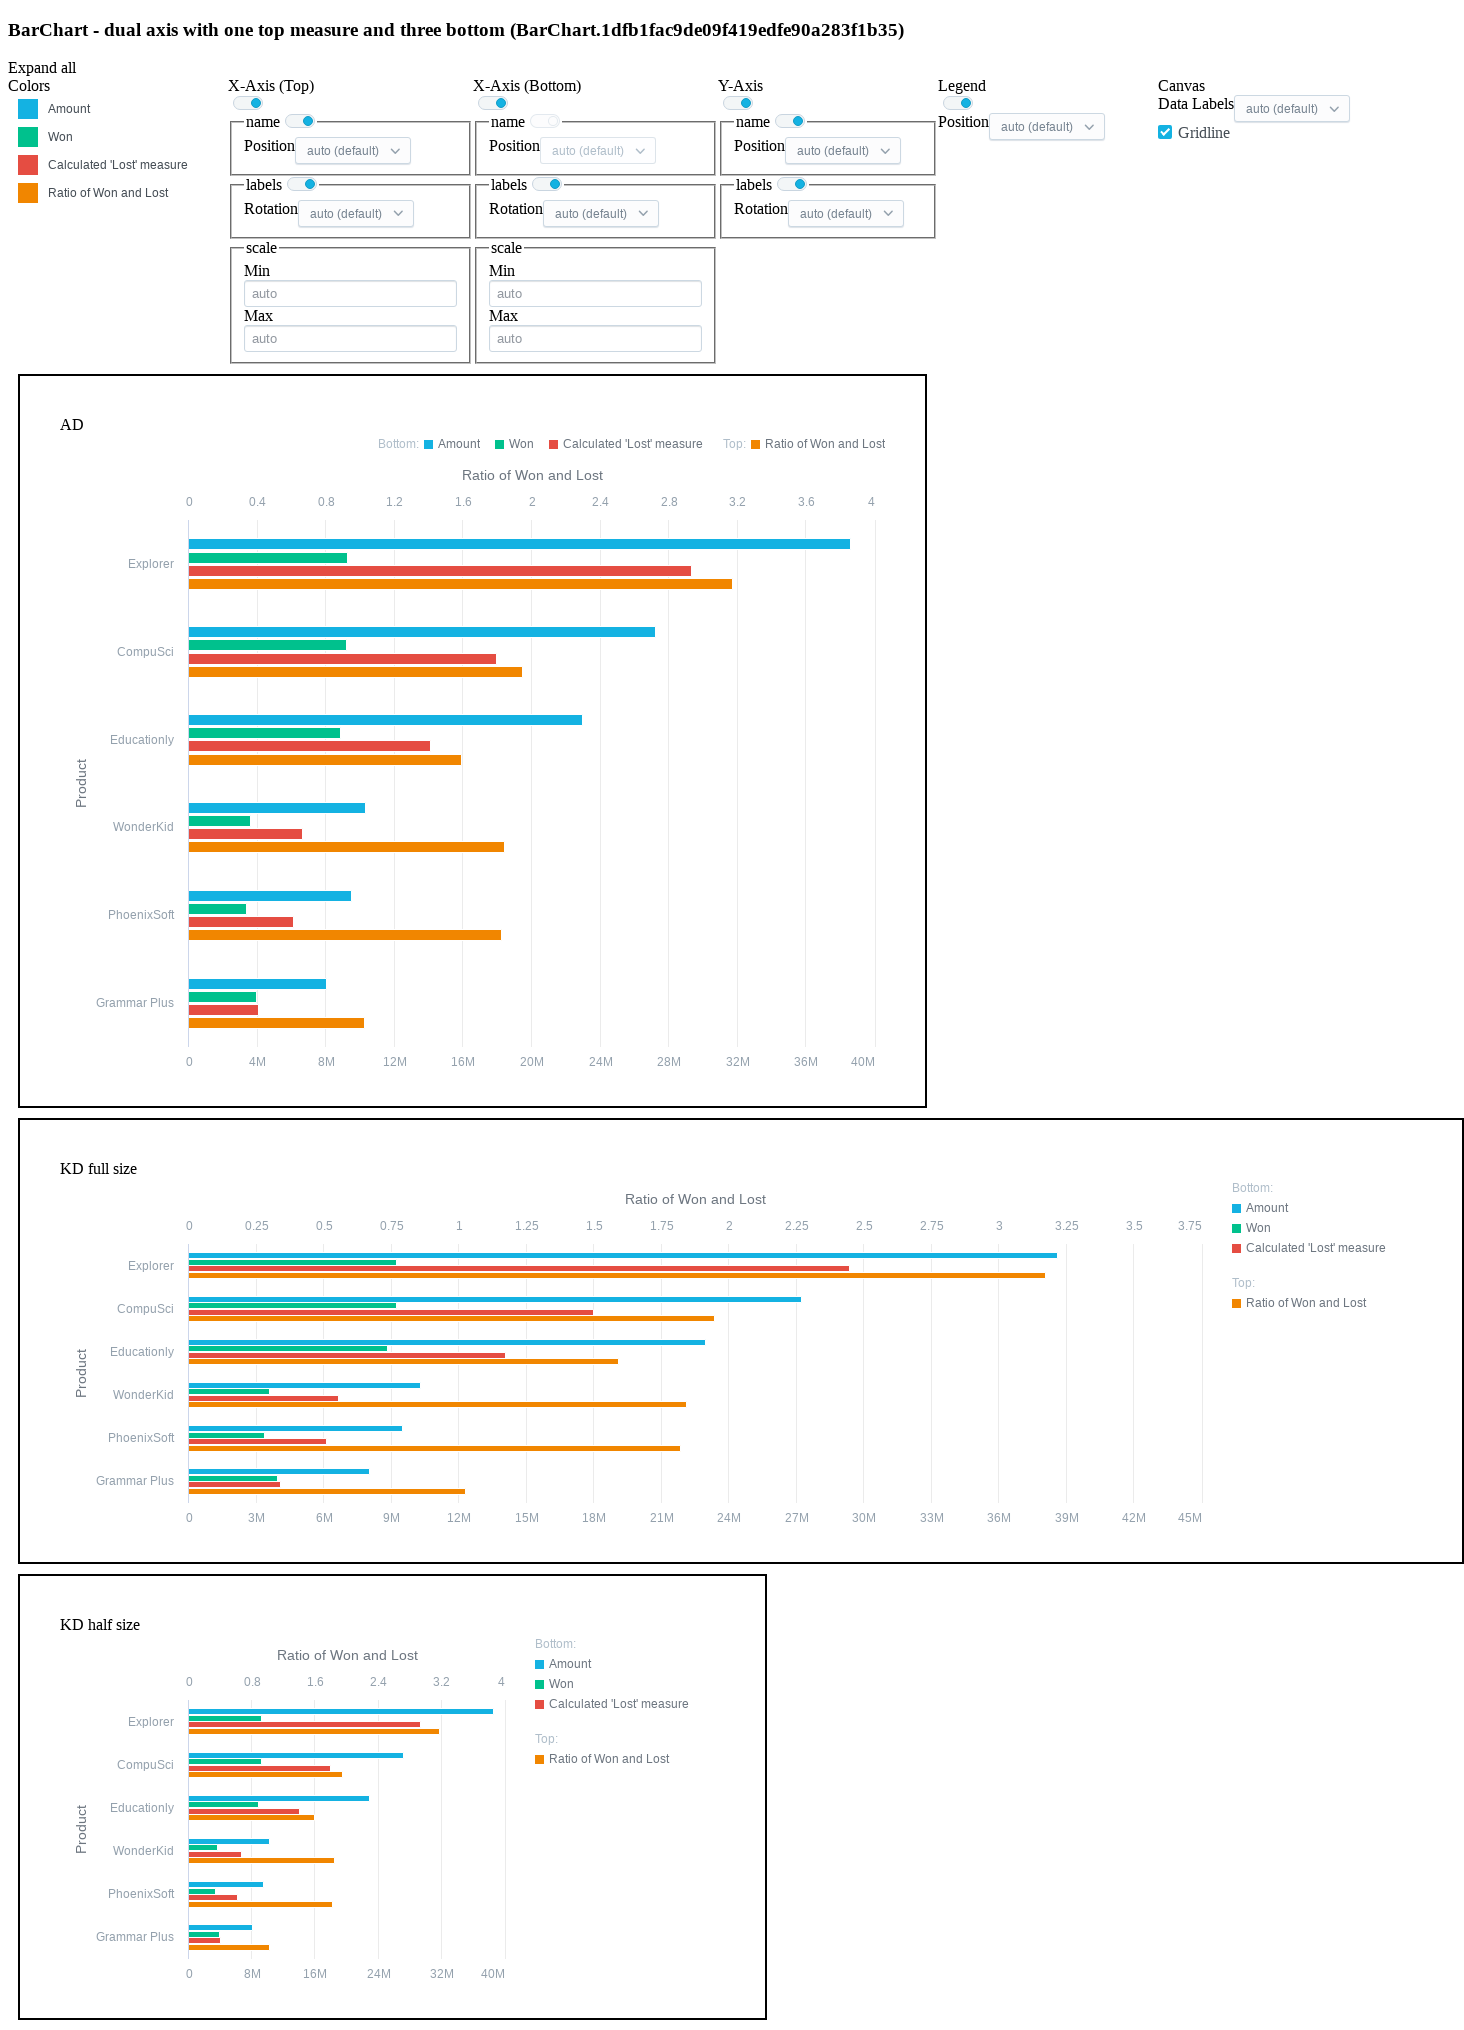 BarChart - dual axis with one top measure and three bottom (BarChart.1dfb1fac9de09f419edfe90a283f1b35)
Expand all
Colors
Amount
Won
Calculated 'Lost' measure
Ratio of Won and Lost
X-Axis (Top)
name
Position auto (default)
labels
Rotation auto (default)
scale
Min
auto
Max
auto
X-Axis (Bottom)
name
Position auto (default)
labels
Rotation auto (default)
scale
Min
auto
Max
auto
Y-Axis
name
Position auto (default)
labels
Rotation auto (default)
Legend
Position auto (default)
Canvas
Data Labels auto (default)
Gridline
AD
Bottom: Amount Won Calculated 'Lost' measure Top: Ratio of Won and Lost
Ratio of Won and Lost
0 0.4 0.8 1.2 1.6 2 2.4 2.8 3.2 3.6 4
Explorer
CompuSci
Educationly
Product
WonderKid
PhoenixSoft
Grammar Plus
0 4M 8M 12M 16M 20M 24M 28M 32M 36M 40M
KD full size
Ratio of Won and Lost
0 0.25 0.5 0.75 1 1.25 1.5 1.75 2 2.25 2.5 2.75 3 3.25 3.5 3.75
Explorer
CompuSci
Educationly
Product
WonderKid
PhoenixSoft
Grammar Plus
0 3M 6M 9M 12M 15M 18M 21M 24M 27M 30M 33M 36M 39M 42M 45M
Bottom:
Amount
Won
Calculated 'Lost' measure
Top:
Ratio of Won and Lost
KD half size
Ratio of Won and Lost
0 0.8 1.6 2.4 3.2 4
Explorer
CompuSci
Educationly
Product
WonderKid
PhoenixSoft
Grammar Plus
0 8M 16M 24M 32M 40M
Bottom:
Amount
Won
Calculated 'Lost' measure
Top:
Ratio of Won and Lost